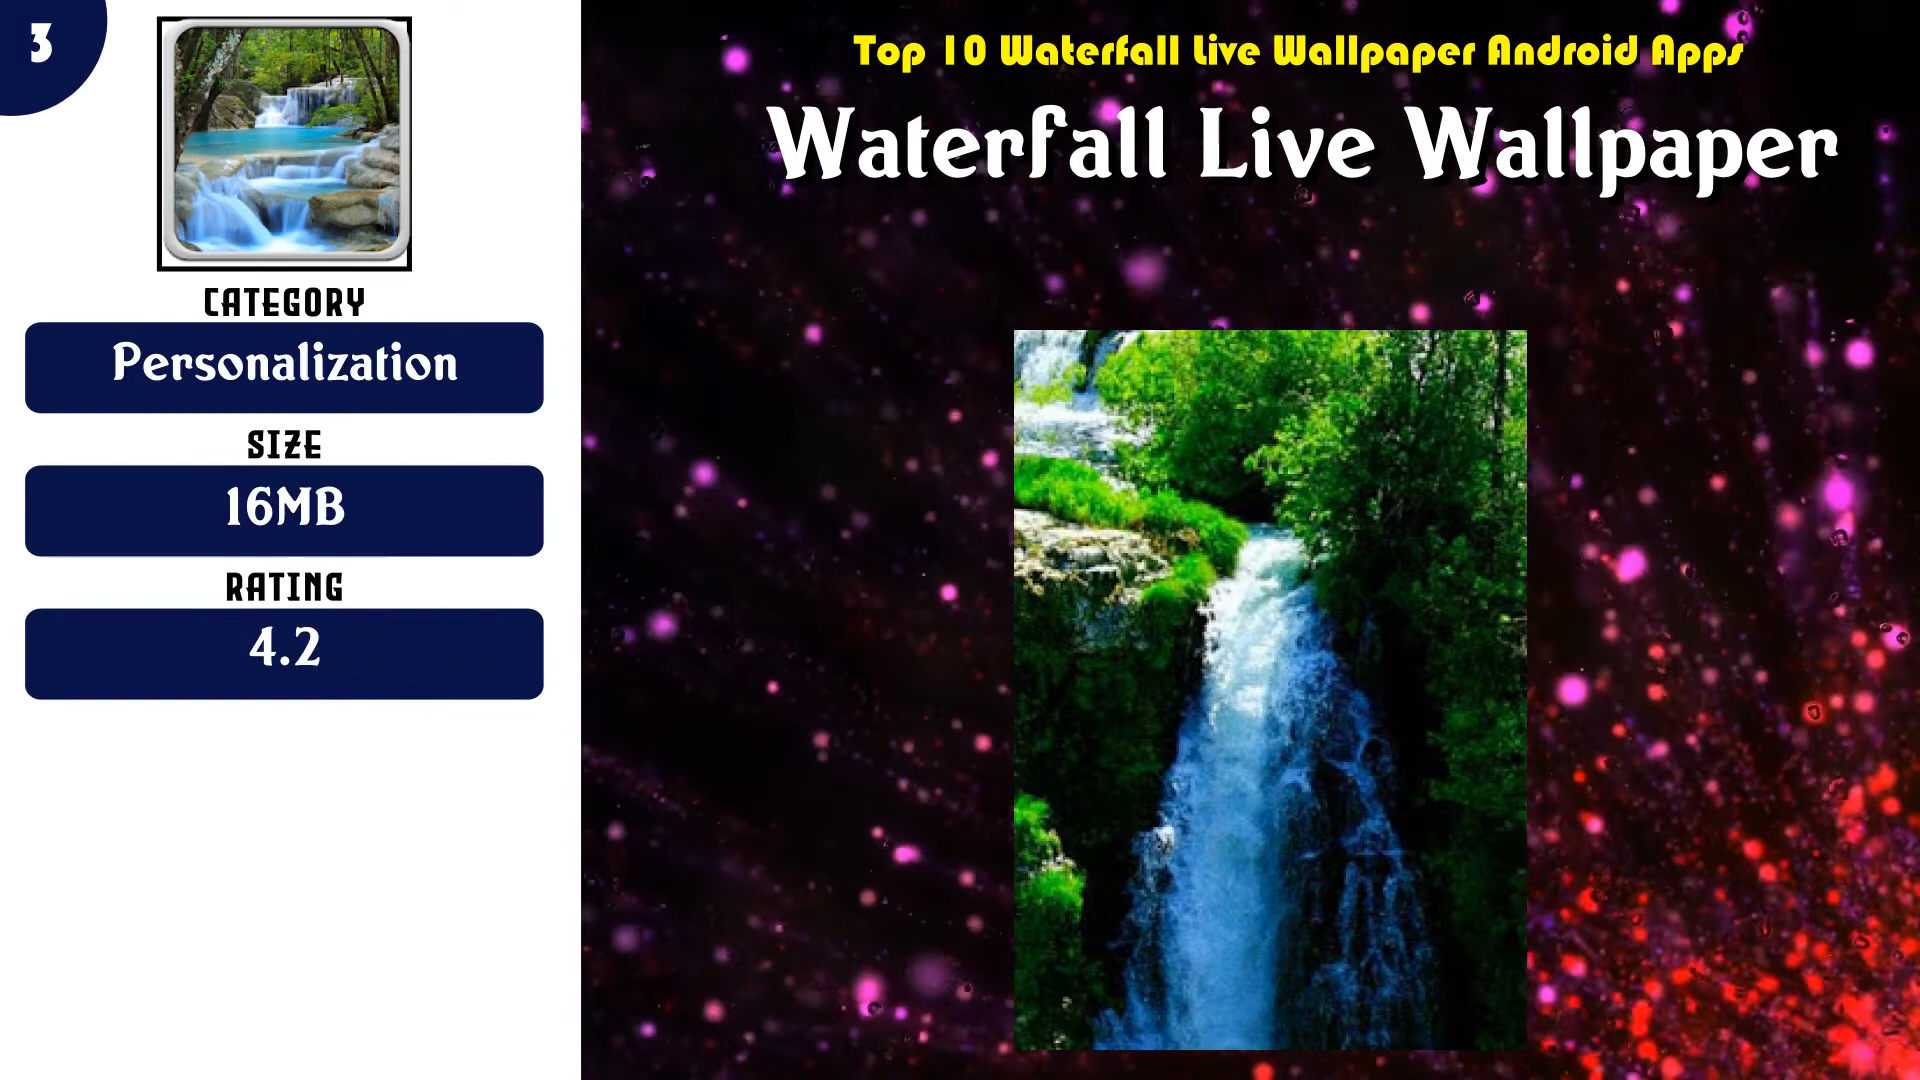 3
CATEGORY
Personalization
SIZE
16MB
RATING
4.2
Top 10 Waterfall Live Wallpaper Android Apps
Waterfall Live Wallpaper